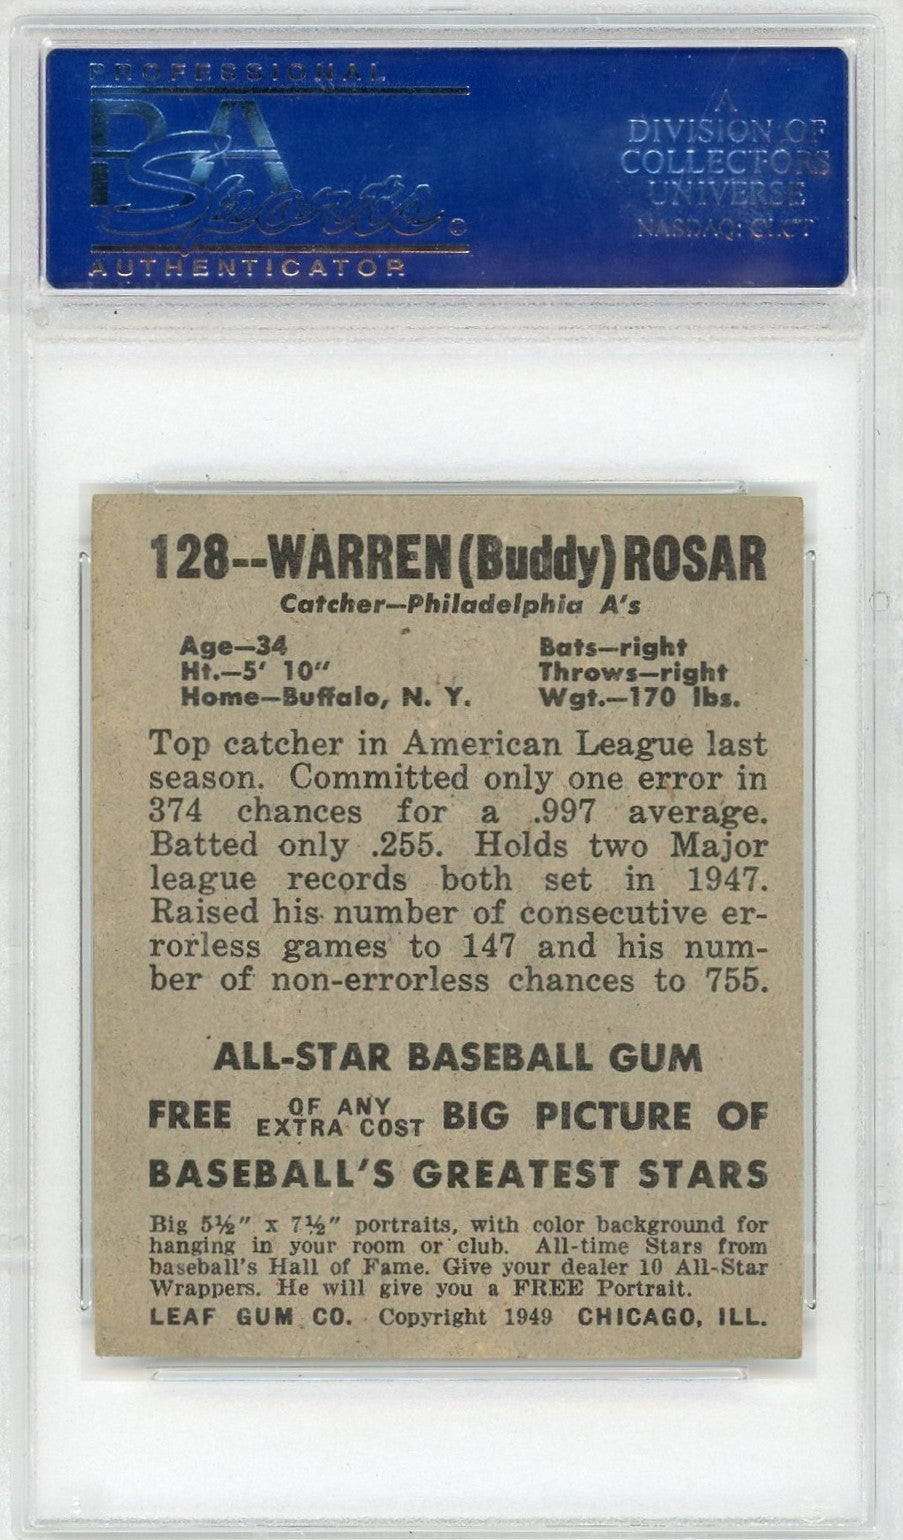 PROFESSIONAL
PSA
Sports
AUTHENTICATOR
A
DIVISION OF
COLLECTORS
UNIVERSE
NASDAQ: CLCT
128--WARREN (Buddy) ROSAR
Catcher—Philadelphia A's
Age—34
Ht.—5' 10"
Home—Buffalo, N. Y.
Bats—right
Throws—right
Wgt.—170 lbs.
Top catcher in American League last
season. Committed only one error in
374 chances for a .997 average.
Batted only .255. Holds two Major
league records both set in 1947.
Raised his number of consecutive er-
rorless games to 147 and his num-
ber of non-errorless chances to 755.
ALL-STAR BASEBALL GUM
FREE OF ANY EXTRA COST BIG PICTURE OF
BASEBALL'S GREATEST STARS
Big 5½" x 7½" portraits, with color background for
hanging in your room or club. All-time Stars from
baseball's Hall of Fame. Give your dealer 10 All-Star
Wrappers. He will give you a FREE Portrait.
LEAF GUM CO. Copyright 1949 CHICAGO, ILL.